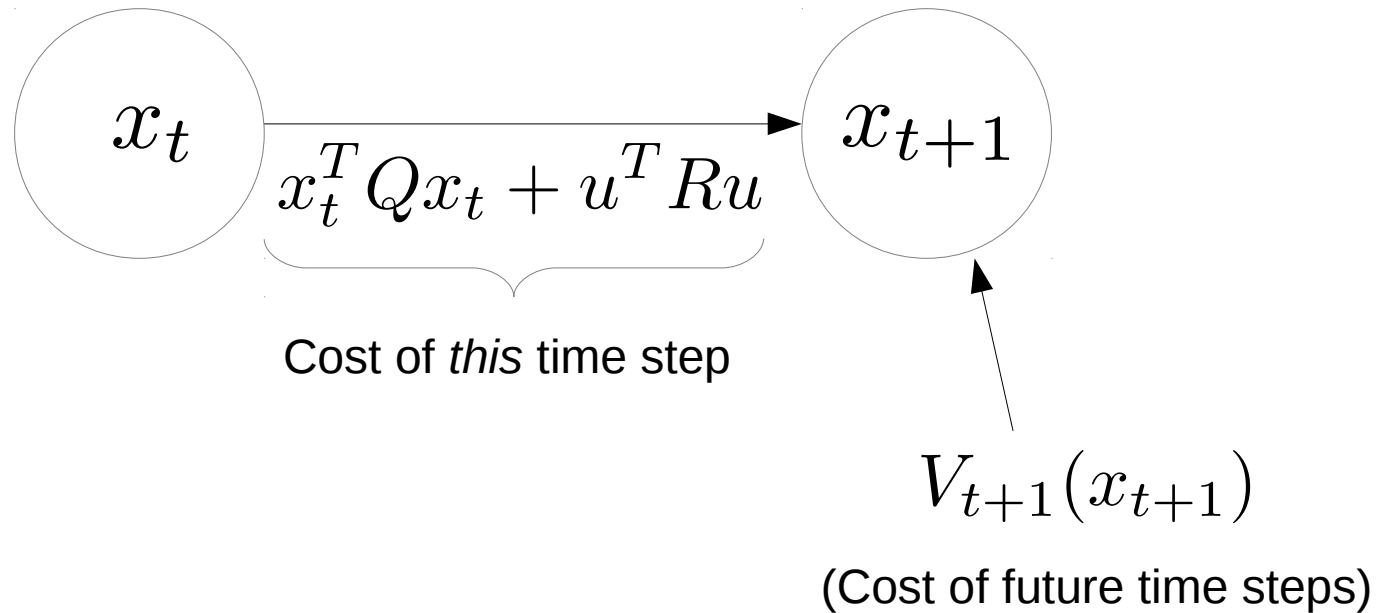 x_t
x_{t+1}
x_t^T Q x_t + u^T R u
Cost of this time step
V_{t+1}(x_{t+1})
(Cost of future time steps)